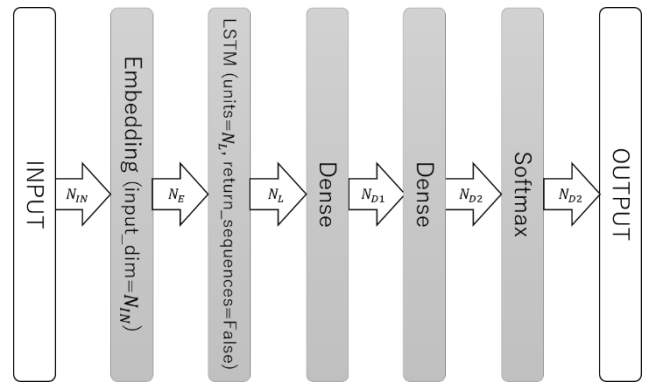 INPUT
N_IN
Embedding (input_dim=N_IN)
N_E
LSTM (units=N_L, return_sequences=False)
N_L
Dense
N_D1
Dense
N_D2
Softmax
N_D2
OUTPUT